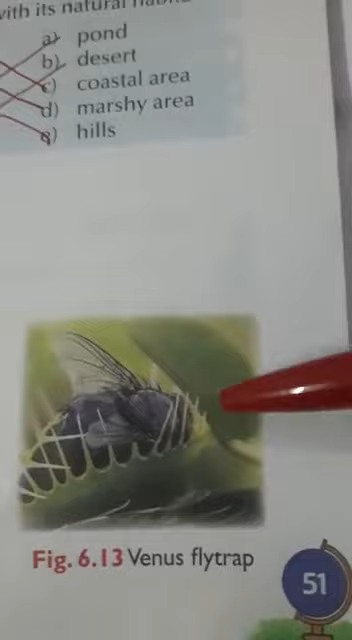 with its natural
a) pond
b) desert
c) coastal area
d) marshy area
e) hills
Fig. 6.13 Venus flytrap
51